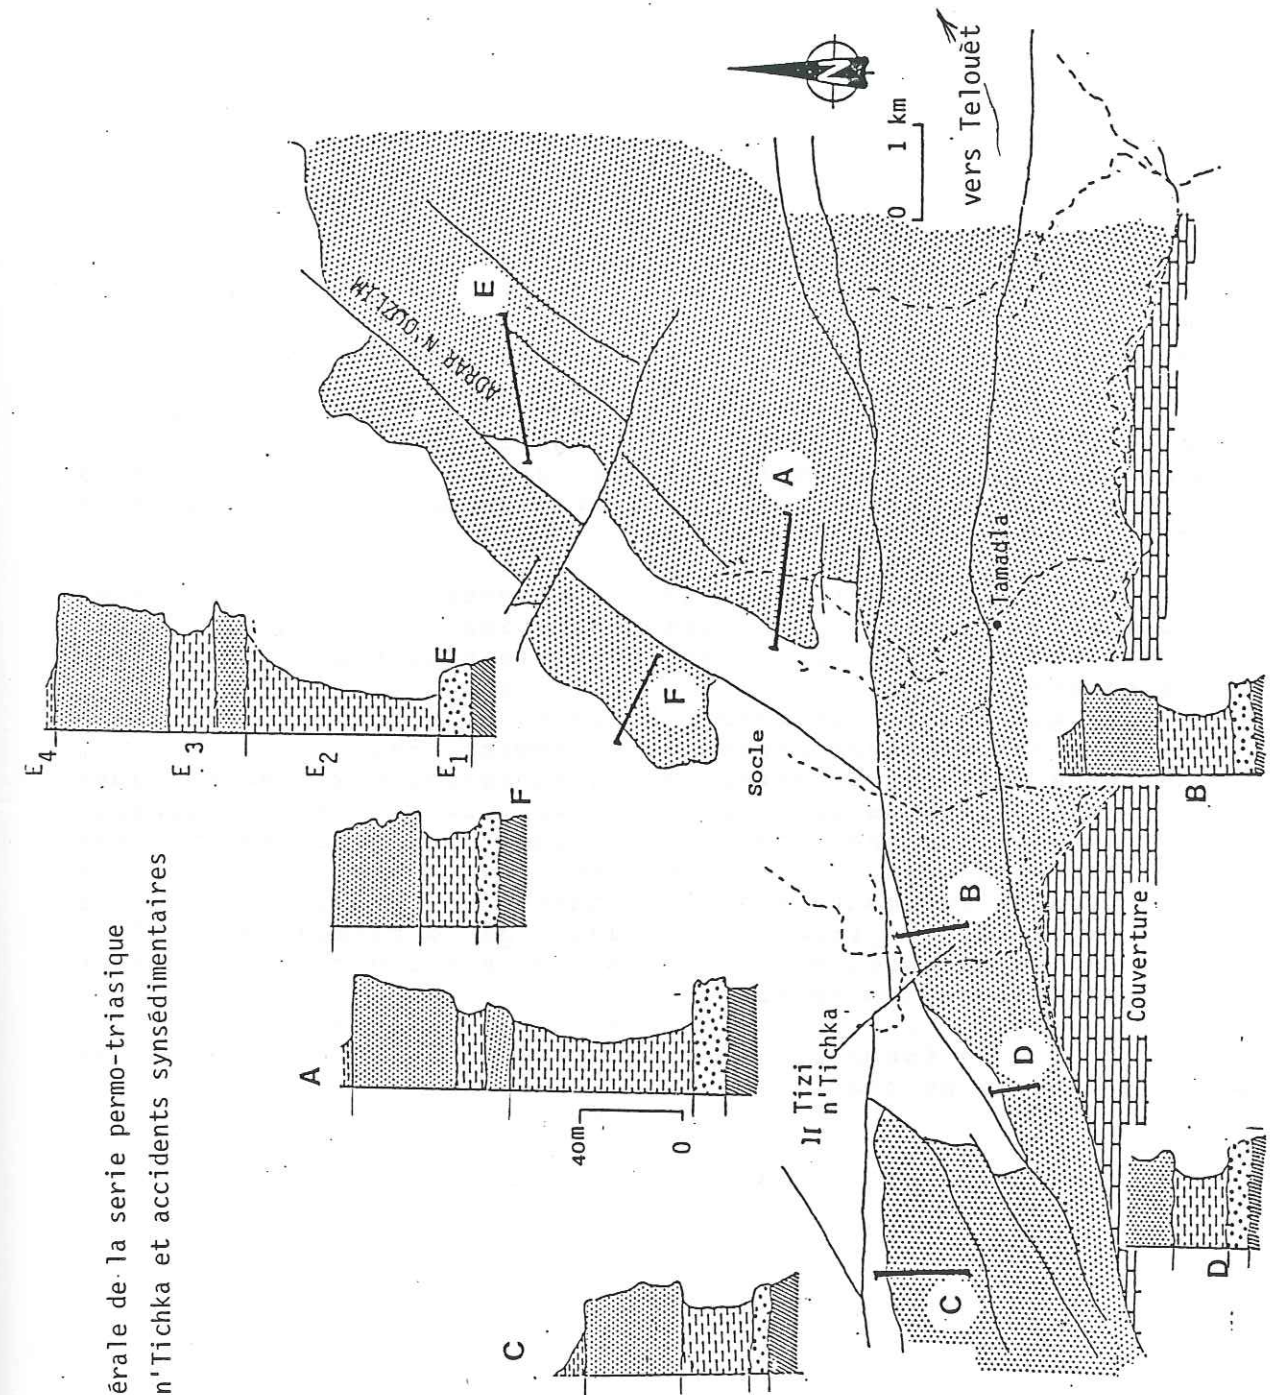 érale de la serie permo-triasique
n'Tichka et accidents synsédimentaires
E4
E3
E2
E1
E
F
A
40m
0
C
N
0 1 km
vers Telouèt
ADRAR N'OUZLIM
E
A
F
Socle
Tamadla
B
B
Tizi
n'Tichka
D
C
Couverture
D